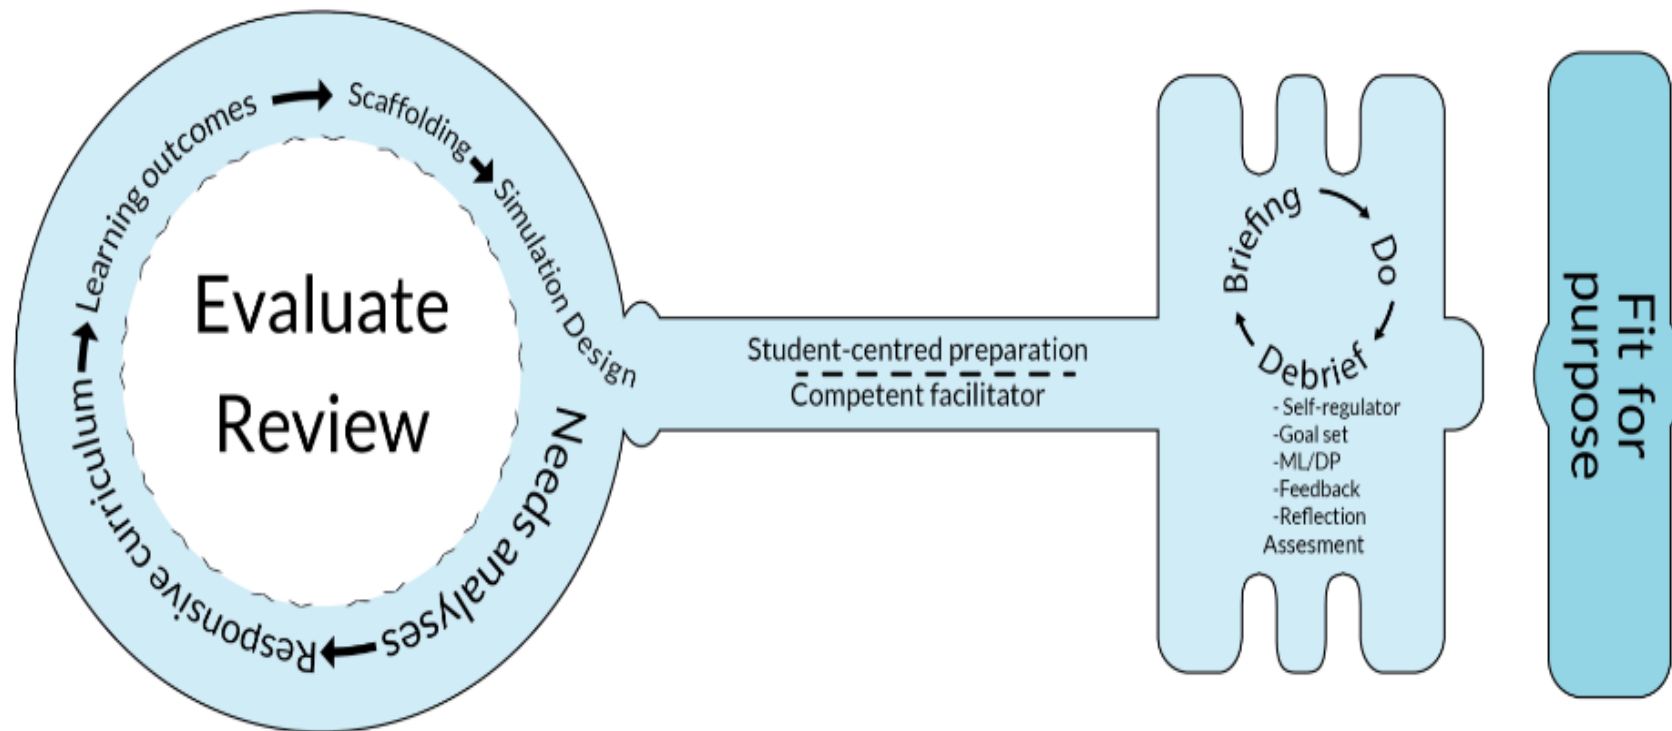 Evaluate
Review
Needs analyses
Responsive curriculum
Learning outcomes
Scaffolding
Simulation Design
Student-centred preparation
Competent facilitator
Briefing
Do
Debrief
- Self-regulator
-Goal set
-ML/DP
-Feedback
-Reflection
Assesment
Fit for
purpose